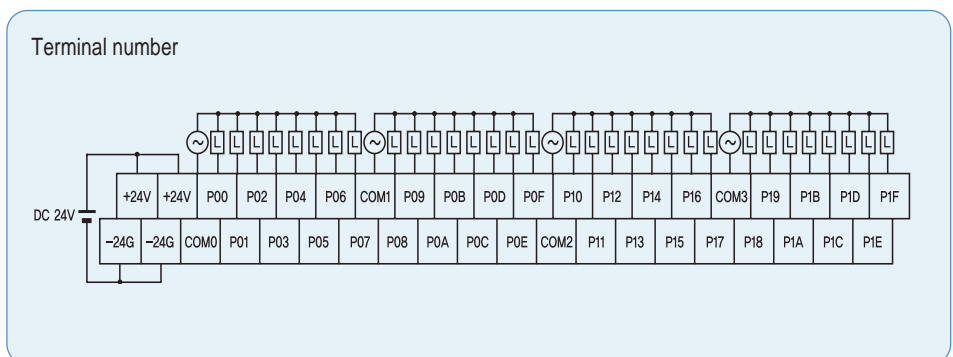 Terminal number
~ L L L L L L L L ~ L L L L L L L L ~ L L L L L L L L ~ L L L L L L L L
+24V +24V P00 P02 P04 P06 COM1 P09 P0B P0D P0F P10 P12 P14 P16 COM3 P19 P1B P1D P1F
DC 24V
-24G -24G COM0 P01 P03 P05 P07 P08 P0A P0C P0E COM2 P11 P13 P15 P17 P18 P1A P1C P1E